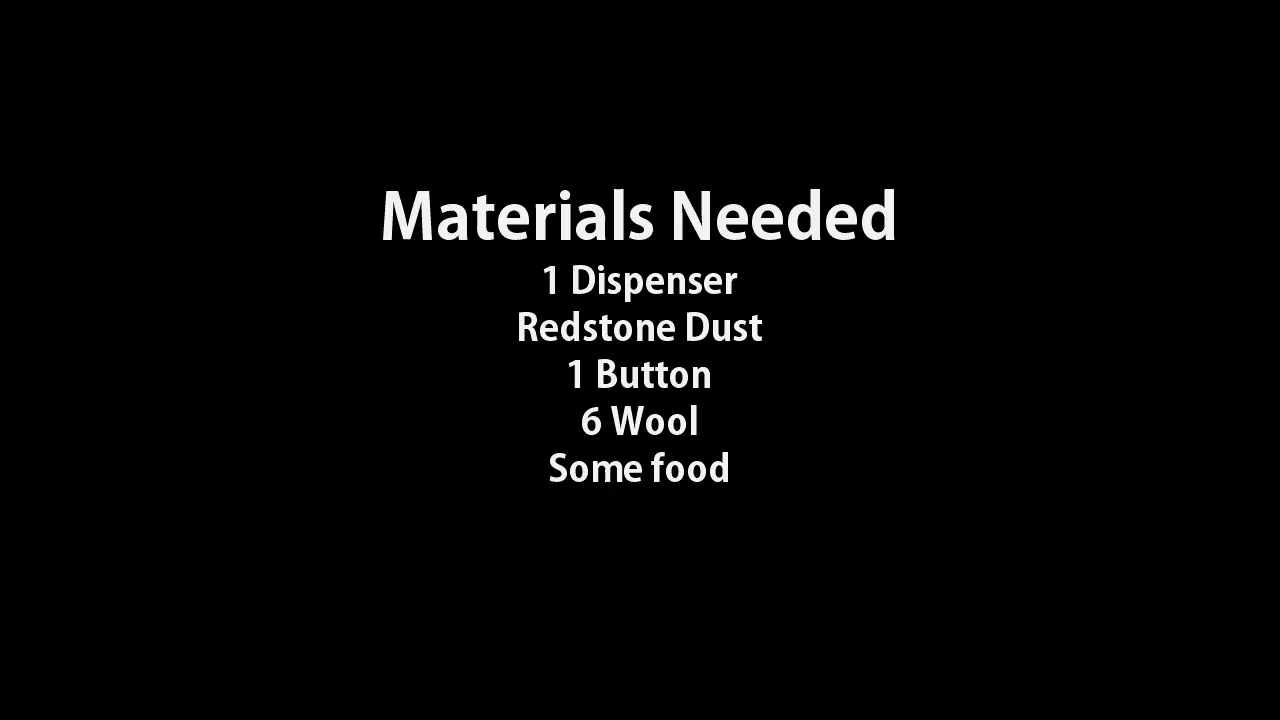 Materials Needed
1 Dispenser
Redstone Dust
1 Button
6 Wool
Some food